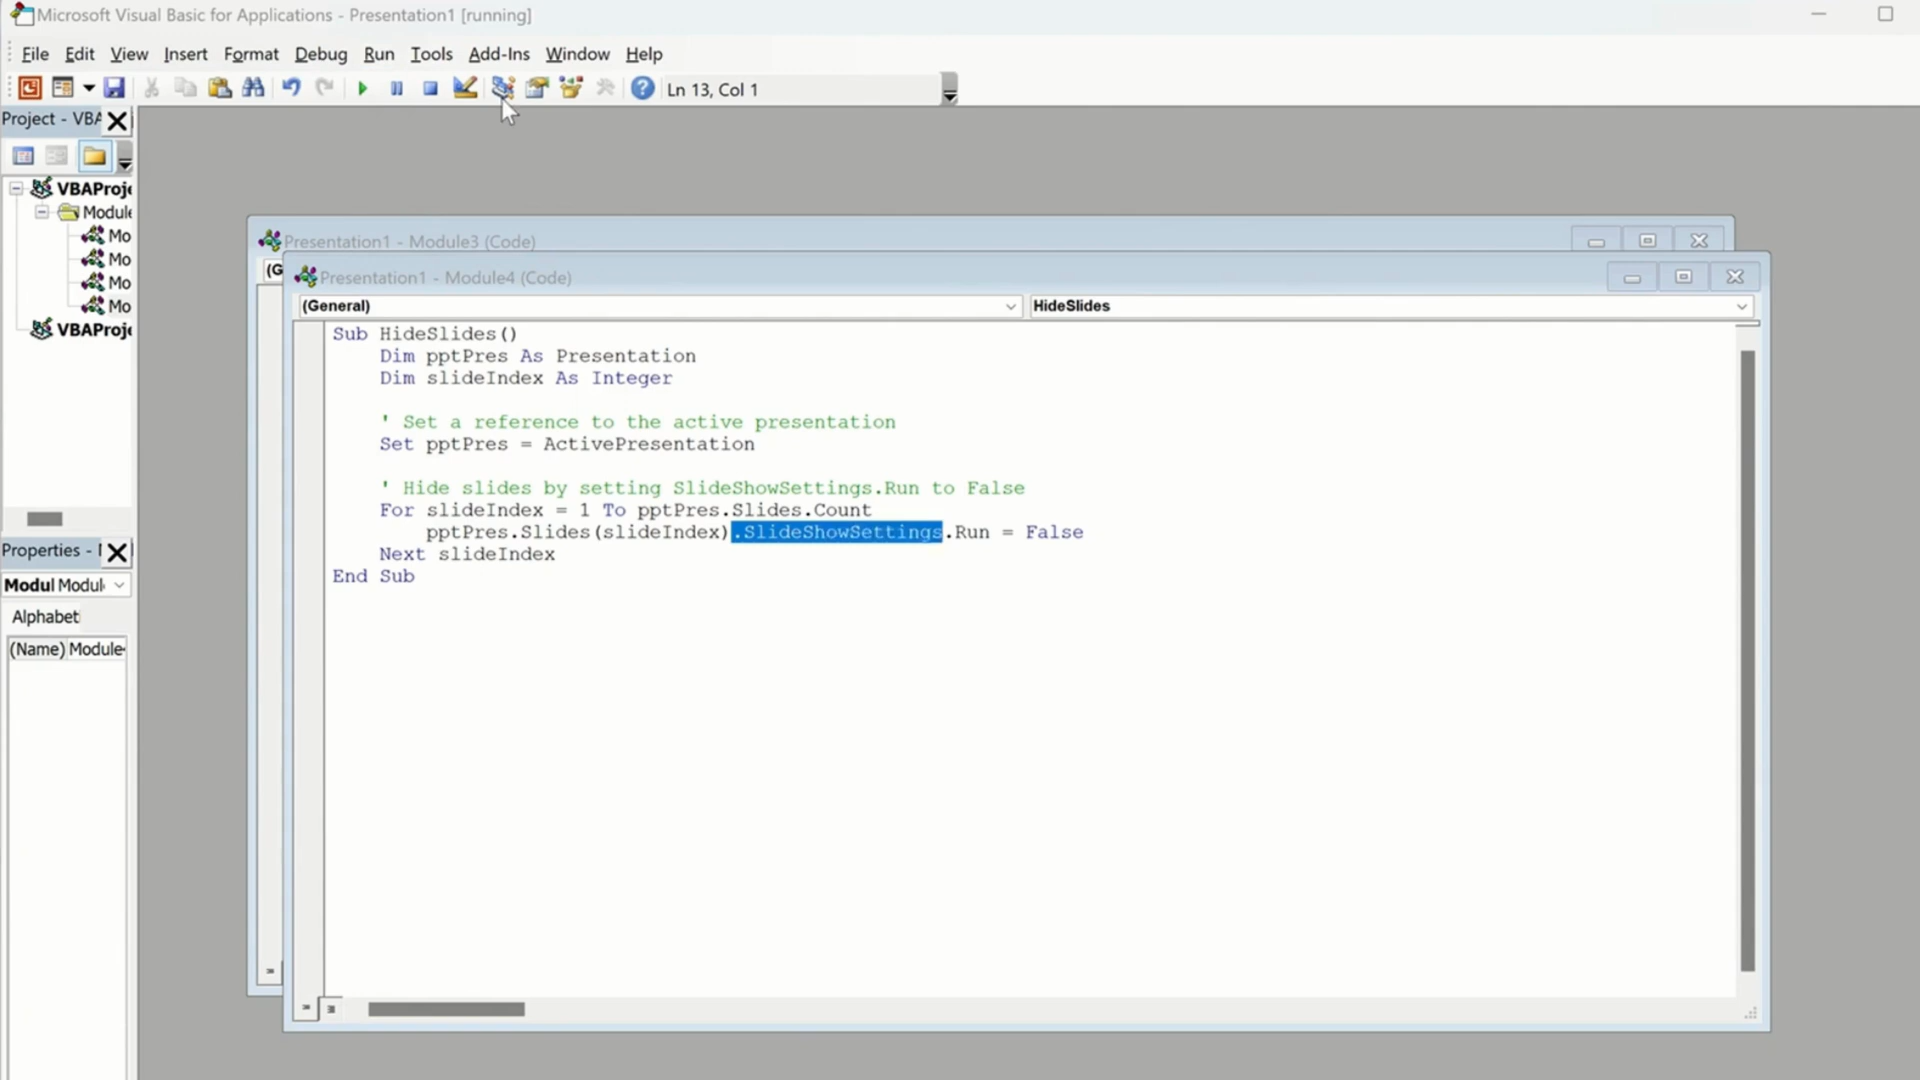 Microsoft Visual Basic for Applications - Presentation1 [running]
File Edit View Insert Format Debug Run Tools Add-Ins Window Help
Ln 13, Col 1
Project - VBA
VBAProje
Module
Mo
Mo
Mo
Mo
VBAProje
Properties -
Modul Modul
Alphabet
(Name) Module
Presentation1 - Module3 (Code)
(G
Presentation1 - Module4 (Code)
(General) HideSlides
Sub HideSlides()
Dim pptPres As Presentation
Dim slideIndex As Integer
' Set a reference to the active presentation
Set pptPres = ActivePresentation
' Hide slides by setting SlideShowSettings.Run to False
For slideIndex = 1 To pptPres.Slides.Count
pptPres.Slides(slideIndex).SlideShowSettings.Run = False
Next slideIndex
End Sub